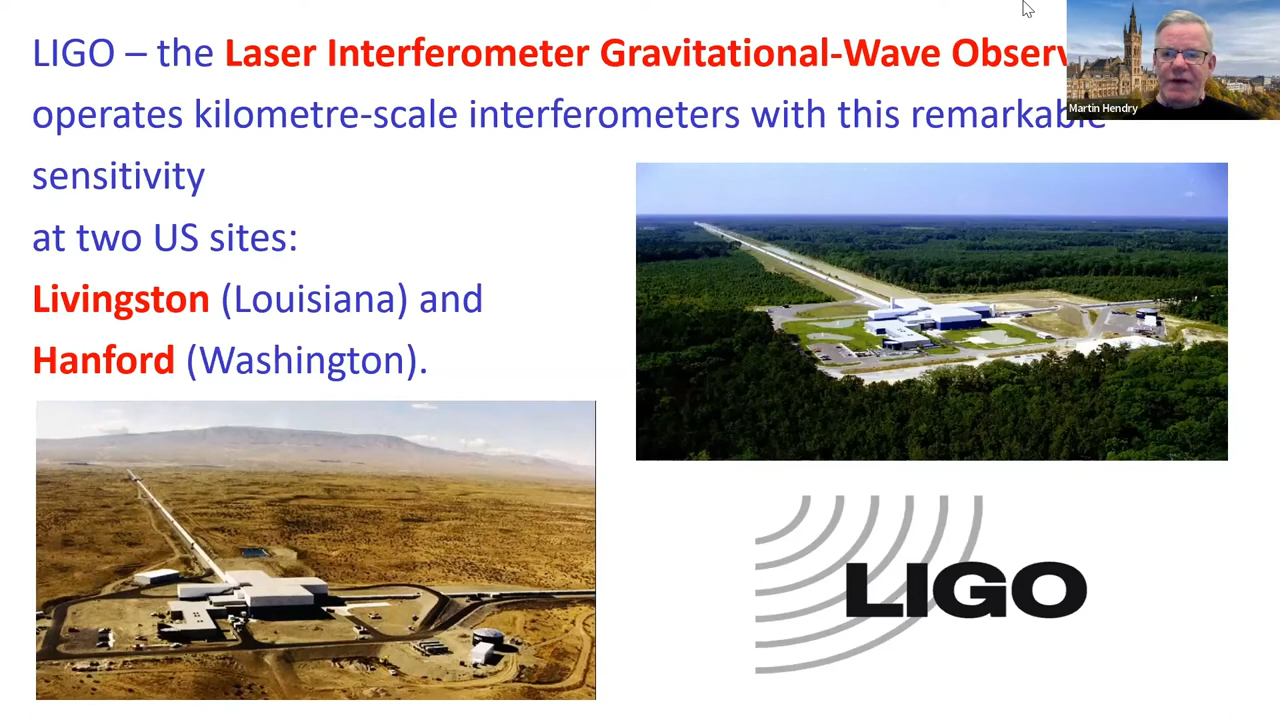 LIGO – the Laser Interferometer Gravitational-Wave Observ
operates kilometre-scale interferometers with this remarkable
sensitivity
at two US sites:
Livingston (Louisiana) and
Hanford (Washington).
Martin Hendry
LIGO